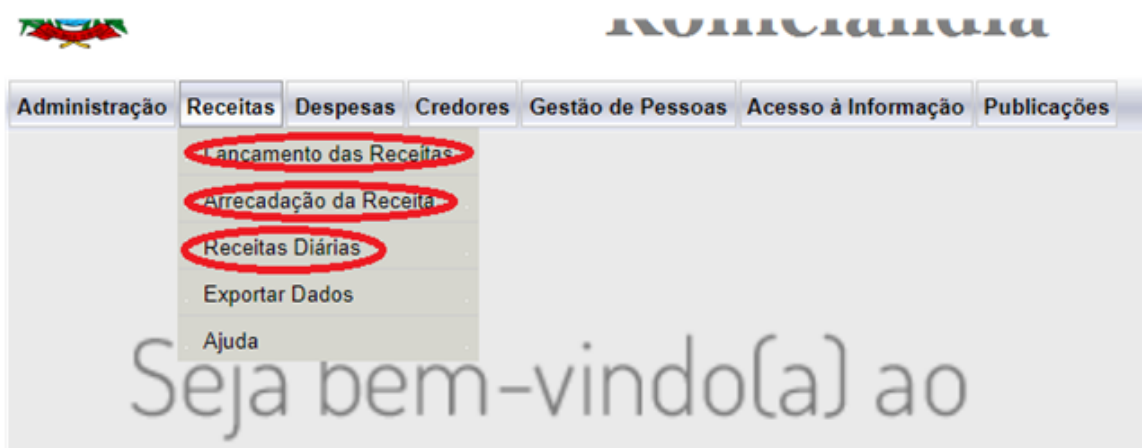 Romelândia
Administração Receitas Despesas Credores Gestão de Pessoas Acesso à Informação Publicações
Lançamento das Receitas
Arrecadação da Receita
Receitas Diárias
Exportar Dados
Ajuda
Seja bem-vindo(a) ao